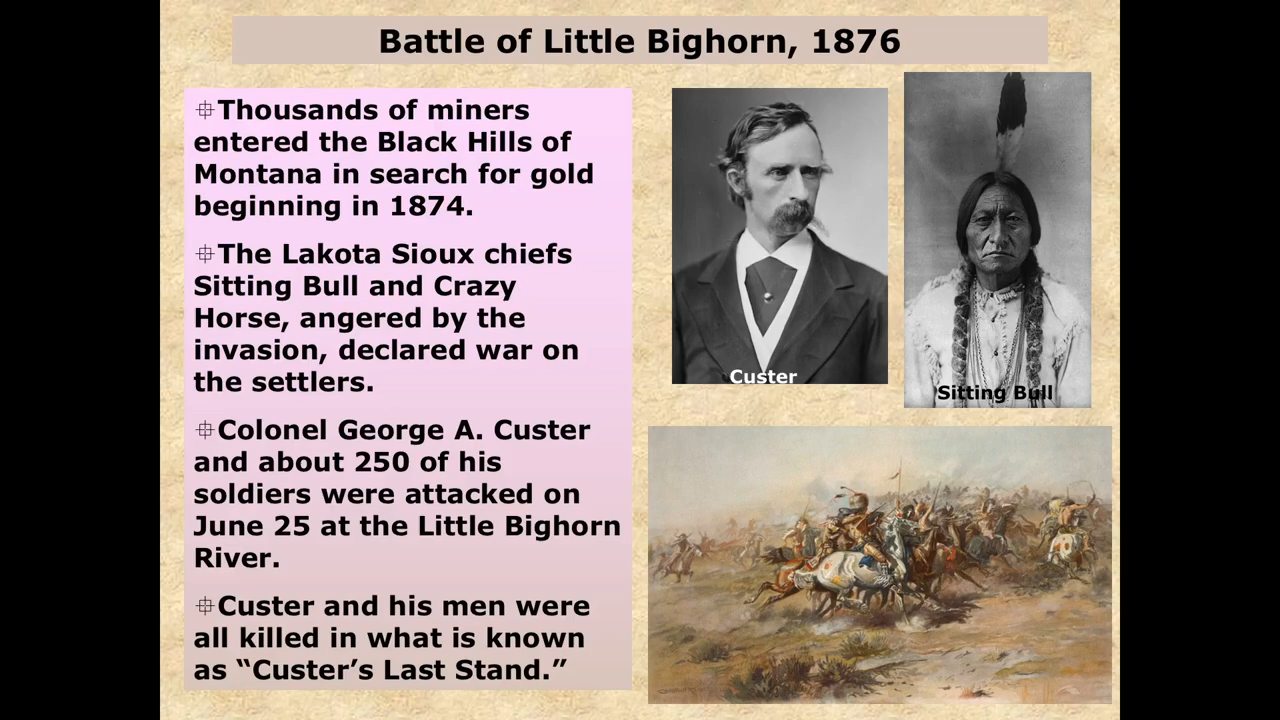 Battle of Little Bighorn, 1876
Thousands of miners
entered the Black Hills of
Montana in search for gold
beginning in 1874.
The Lakota Sioux chiefs
Sitting Bull and Crazy
Horse, angered by the
invasion, declared war on
the settlers.
Colonel George A. Custer
and about 250 of his
soldiers were attacked on
June 25 at the Little Bighorn
River.
Custer and his men were
all killed in what is known
as “Custer’s Last Stand.”
Custer
Sitting Bull